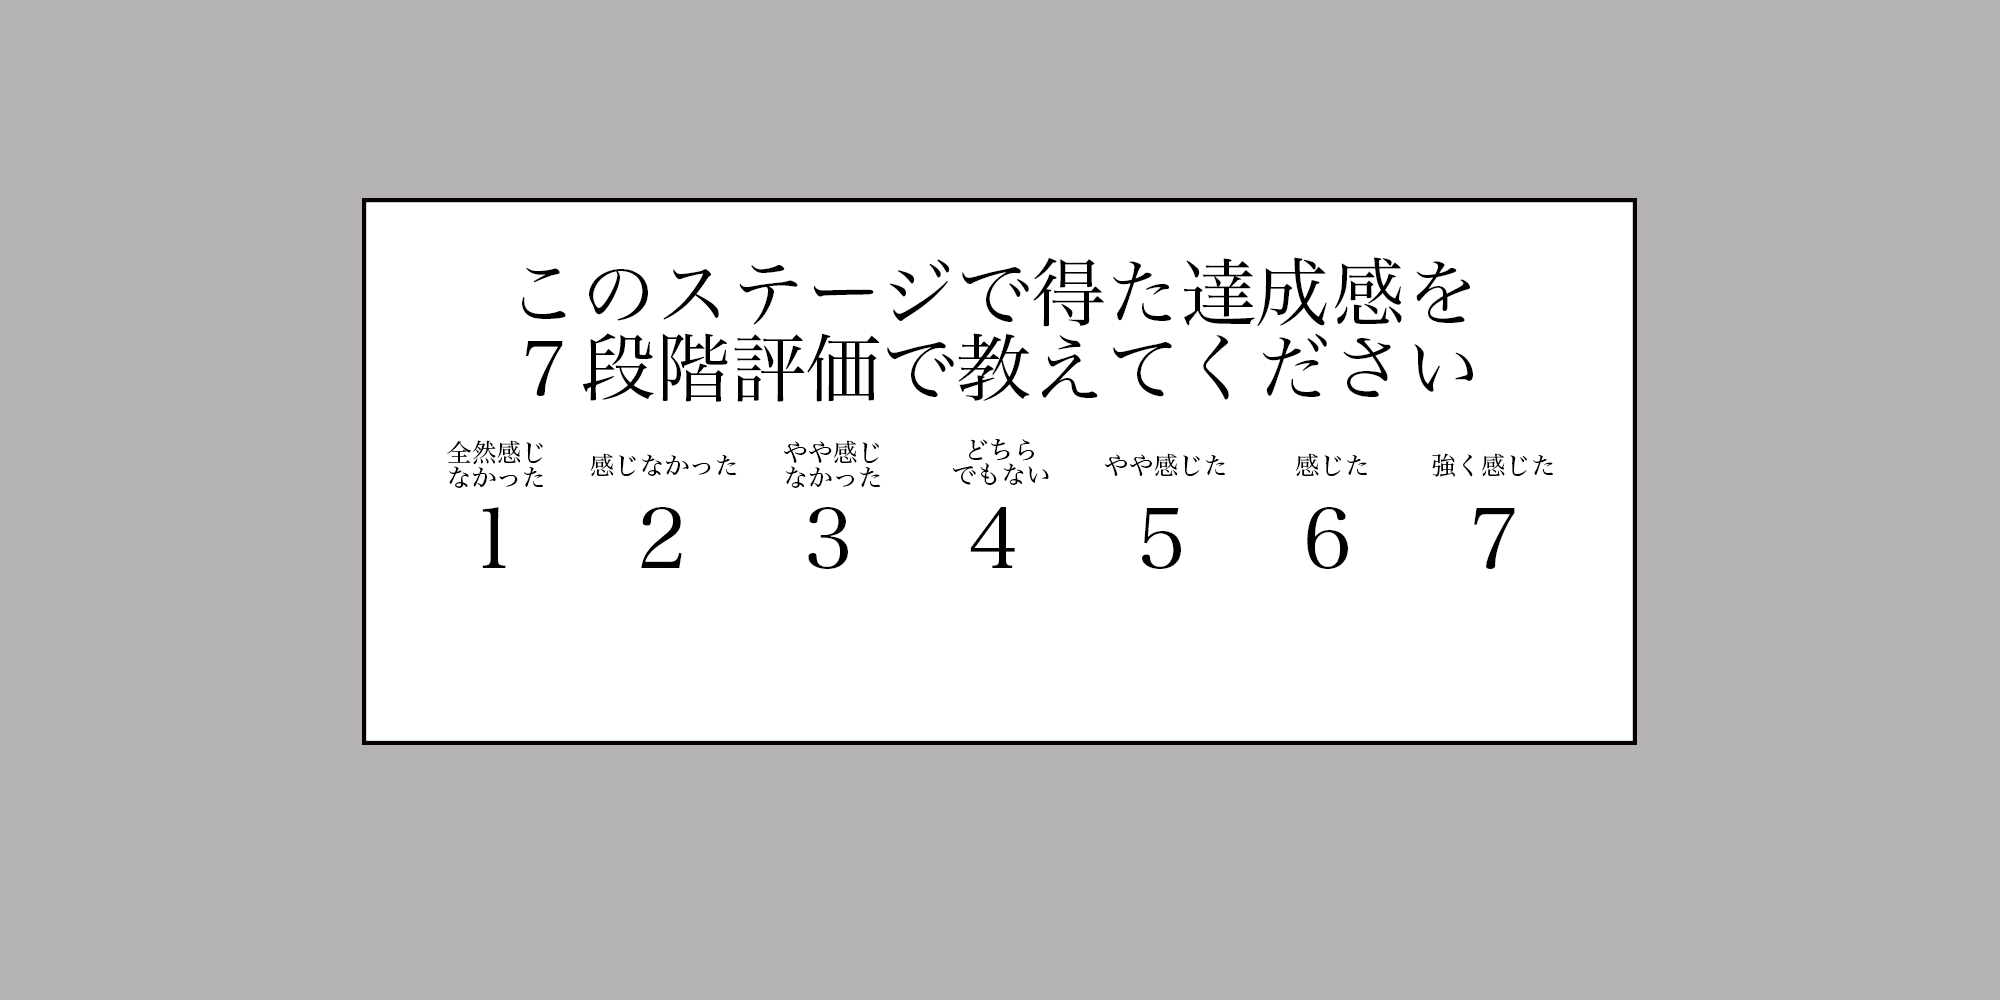 このステージで得た達成感を
７段階評価で教えてください
全然感じ
なかった
感じなかった
やや感じ
なかった
どちら
でもない
やや感じた
感じた
強く感じた
1 2 3 4 5 6 7